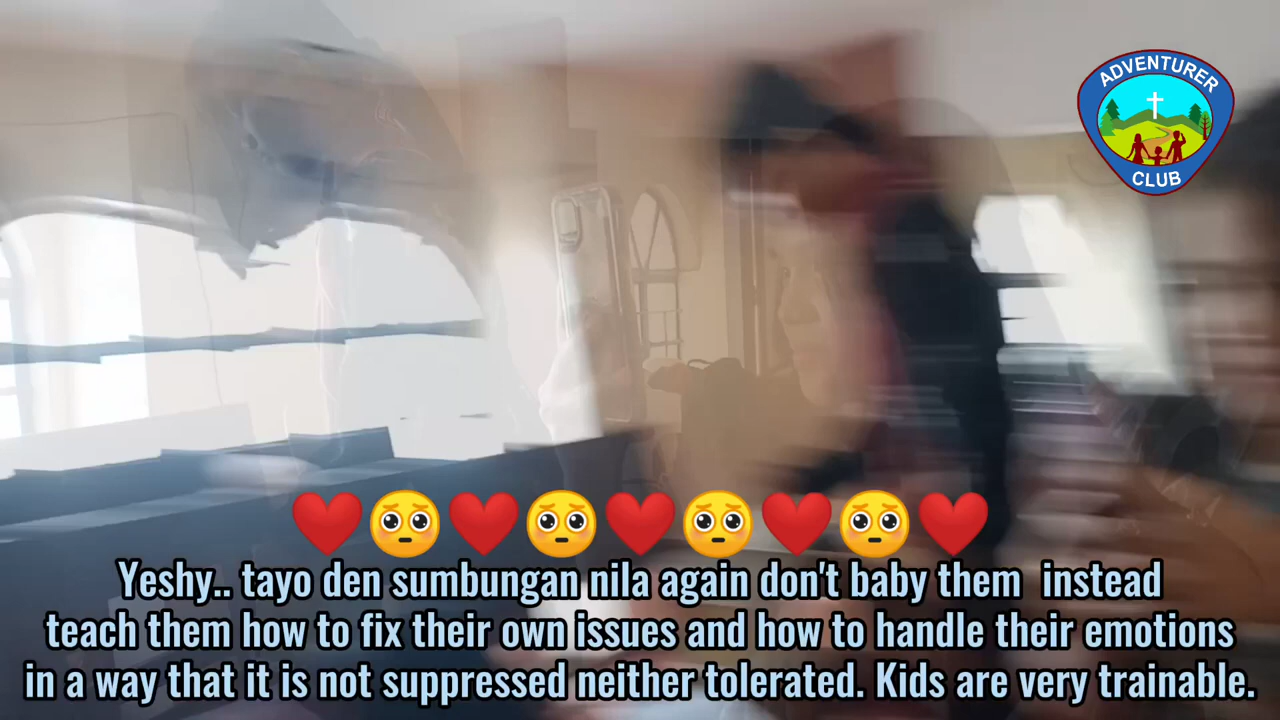 ADVENTURER
CLUB
❤️🥺❤️🥺❤️🥺❤️🥺❤️
Yeshy.. tayo den sumbungan nila again don't baby them  instead
teach them how to fix their own issues and how to handle their emotions
in a way that it is not suppressed neither tolerated. Kids are very trainable.